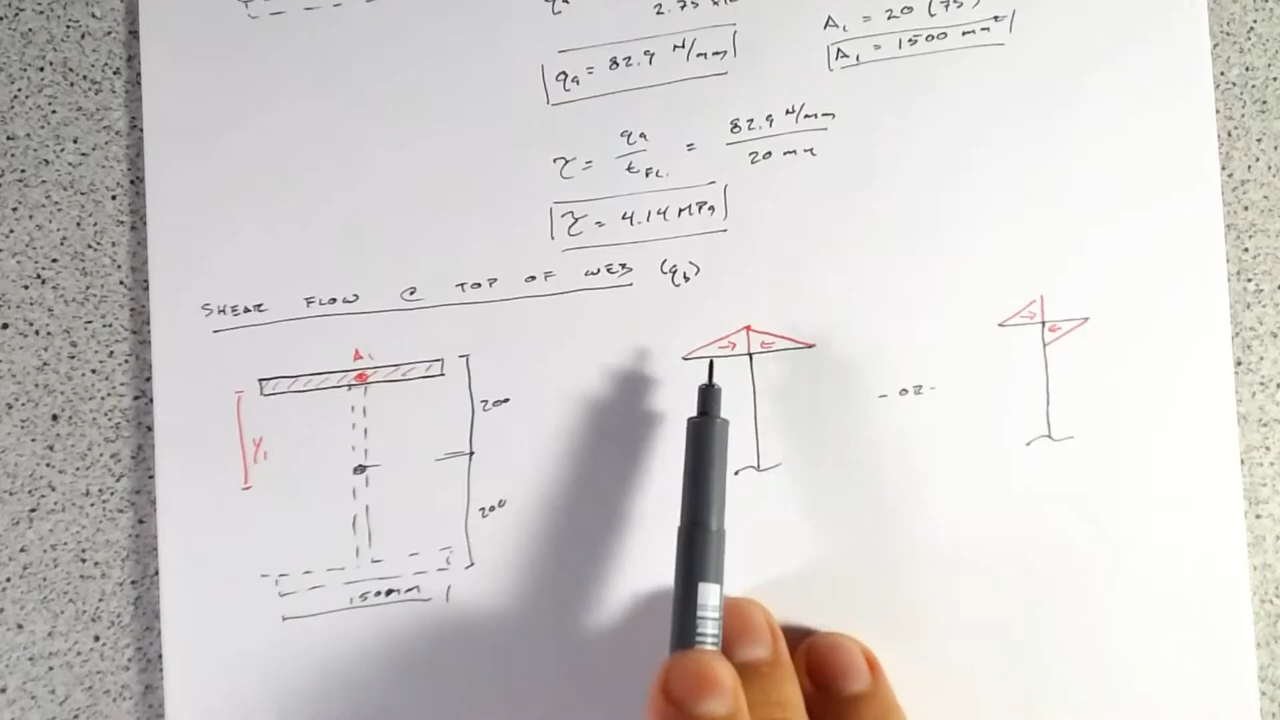 2.75 x10
qa = 82.9 N/mm
A1 = 20 (75)
A1 = 1500 mm²
τ = qa / tFL. = 82.9 N/mm / 20 mm
τ = 4.14 MPa
SHEAR FLOW @ TOP OF WEB (qb)
A1
Y1
200
200
150mm
- OR -